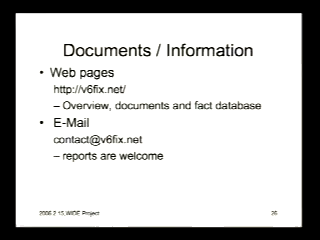 Documents / Information
• Web pages
http://v6fix.net/
– Overview, documents and fact database
• E-Mail
contact@v6fix.net
– reports are welcome
2006.2.15,WIDE Project
26